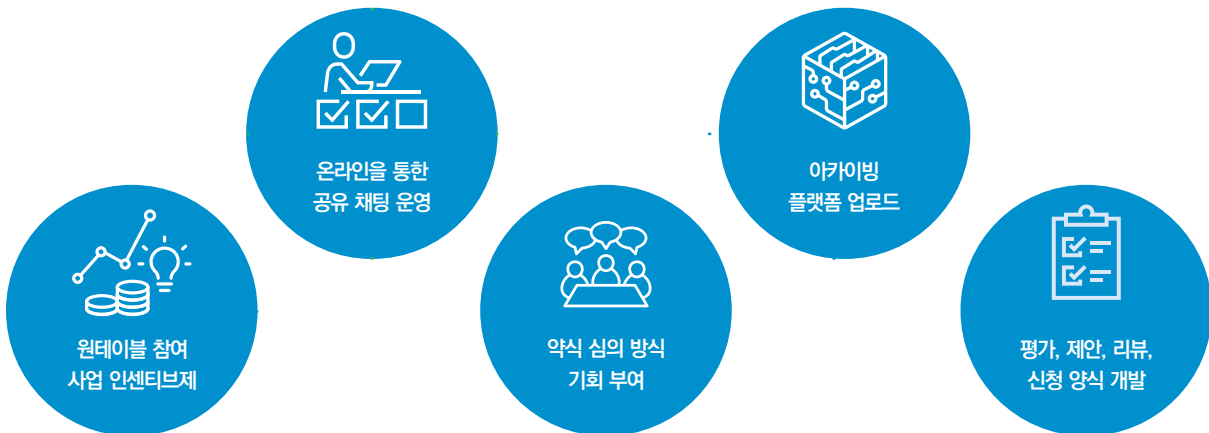 온라인을 통한
공유 채팅 운영
아카이빙
플랫폼 업로드
원테이블 참여
사업 인센티브제
약식 심의 방식
기회 부여
평가, 제안, 리뷰,
신청 양식 개발